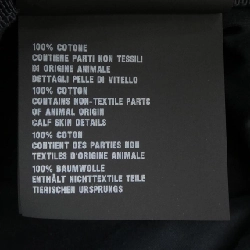 100% COTONE
CONTIENE PARTI NON TESSILI
DI ORIGINE ANIMALE
DETTAGLI PELLE DI VITELLO
100% COTTON
CONTAINS NON-TEXTILE PARTS
OF ANIMAL ORIGIN
CALF SKIN DETAILS
100% COTON
CONTIENT DES PARTIES NON
TEXTILES D'ORIGINE ANIMALE
100% BAUMWOLLE
ENTHÄLT NICHTTEXTILE TEILE
TIERISCHEN URSPRUNGS